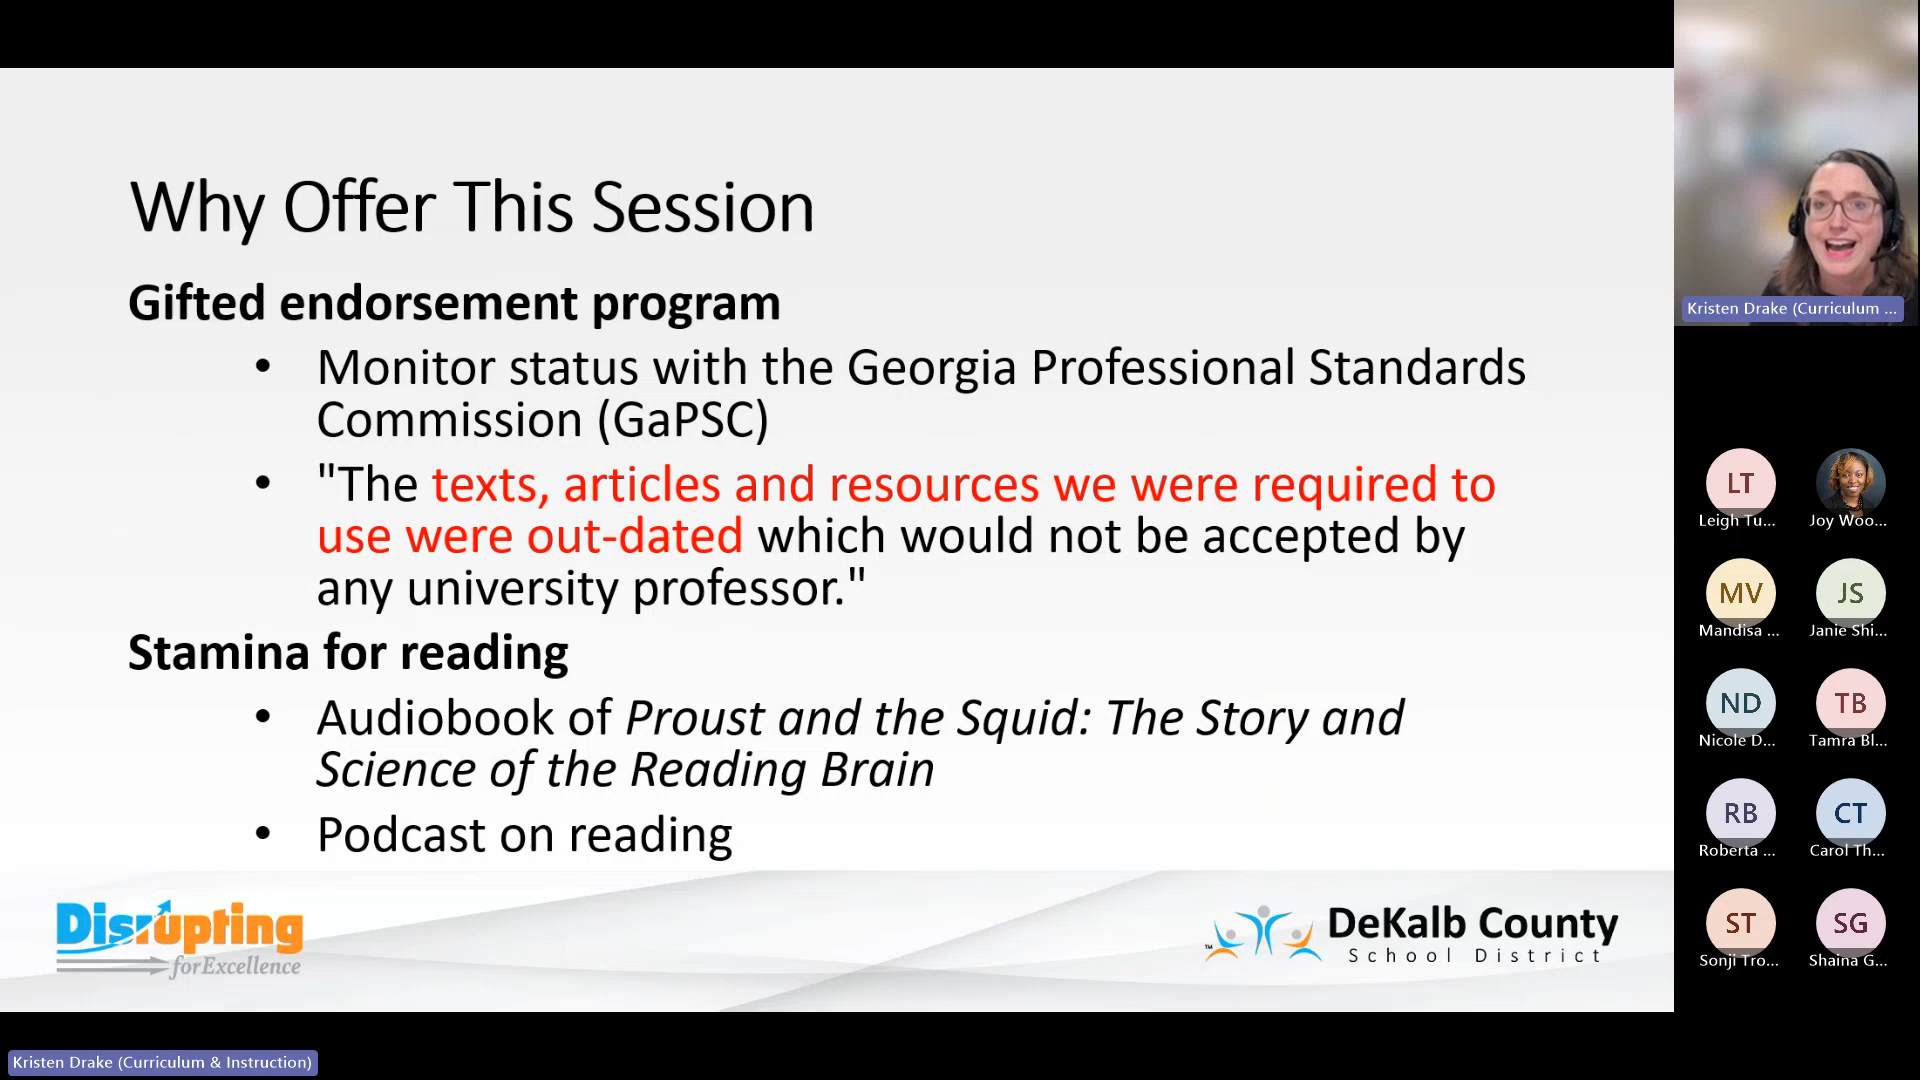 Why Offer This Session
Gifted endorsement program
• Monitor status with the Georgia Professional Standards
Commission (GaPSC)
• "The texts, articles and resources we were required to
use were out-dated which would not be accepted by
any university professor."
Stamina for reading
• Audiobook of Proust and the Squid: The Story and
Science of the Reading Brain
• Podcast on reading
Disrupting
for Excellence
™
DeKalb County
School District
Kristen Drake (Curriculum & Instruction)
Kristen Drake (Curriculum ...
LT
Leigh Tu...
Joy Woo...
MV
Mandisa ...
JS
Janie Shi...
ND
Nicole D...
TB
Tamra Bl...
RB
Roberta ...
CT
Carol Th...
ST
Sonji Tro...
SG
Shaina G...